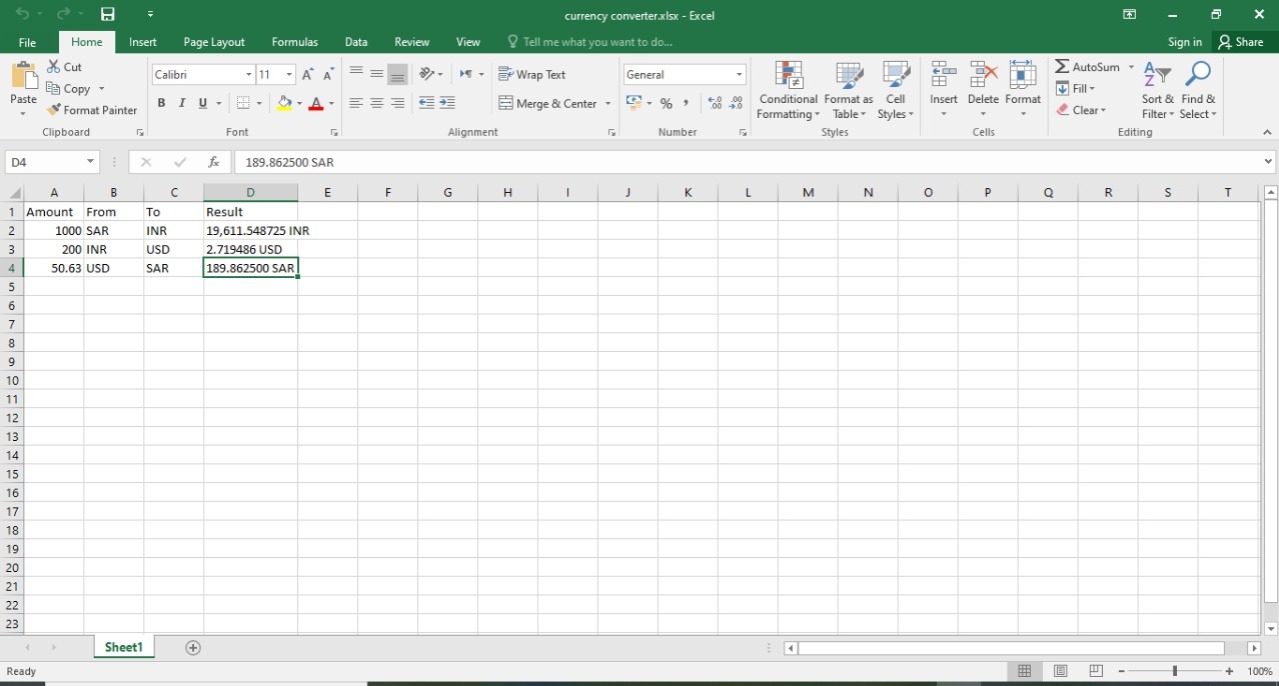 currency converter.xlsx - Excel
File Home Insert Page Layout Formulas Data Review View Tell me what you want to do... Sign in Share
Cut
Copy
Format Painter
Paste
Clipboard
Calibri 11 A A
B I U A
Font
Wrap Text
Merge & Center
Alignment
General
% ,
Number
Conditional Formatting
Format as Table
Cell Styles
Styles
Insert Delete Format
Cells
AutoSum
Fill
Clear
Sort & Filter
Find & Select
Editing
D4 fx 189.862500 SAR
A B C D E F G H I J K L M N O P Q R S T
1 Amount From To Result
2 1000 SAR INR 19,611.548725 INR
3 200 INR USD 2.719486 USD
4 50.63 USD SAR 189.862500 SAR
5
6
7
8
9
10
11
12
13
14
15
16
17
18
19
20
21
22
23
Sheet1
Ready 100%